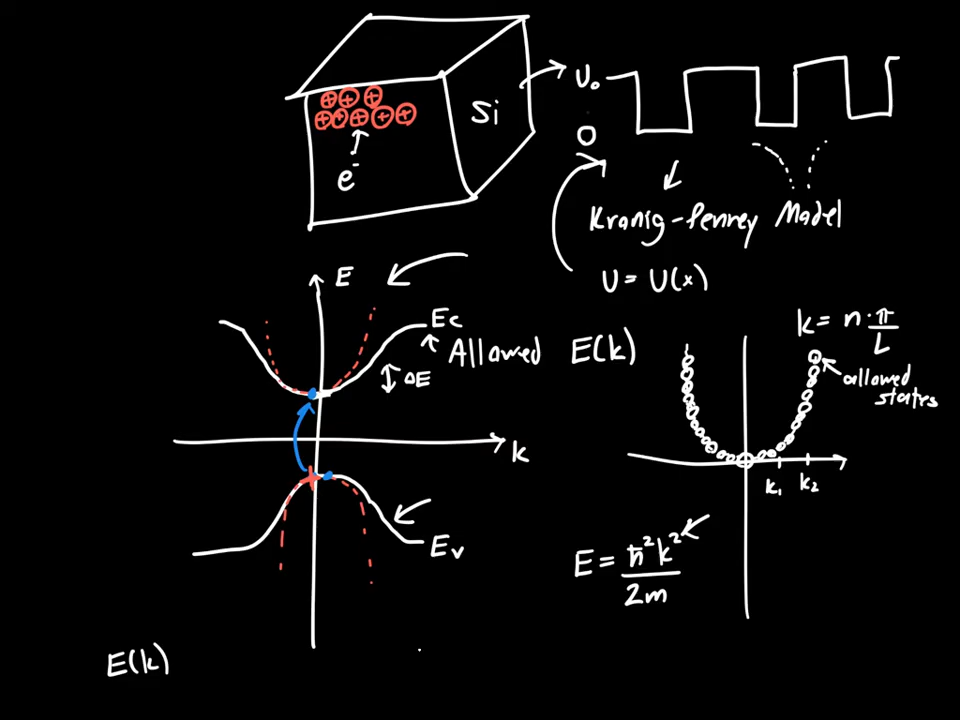 ⊕ ⊕ ⊕
⊕ ⊕ ⊕ ⊕ ⊕
e⁻
Si
U₀
0
Kranig-Penney Model
U = U(x)
E
Ec
Allowed E(k)
ΔE
k
Ev
k = n·π/L
allowed
states
k₁ k₂
E = ħ²k²/2m
E(k)